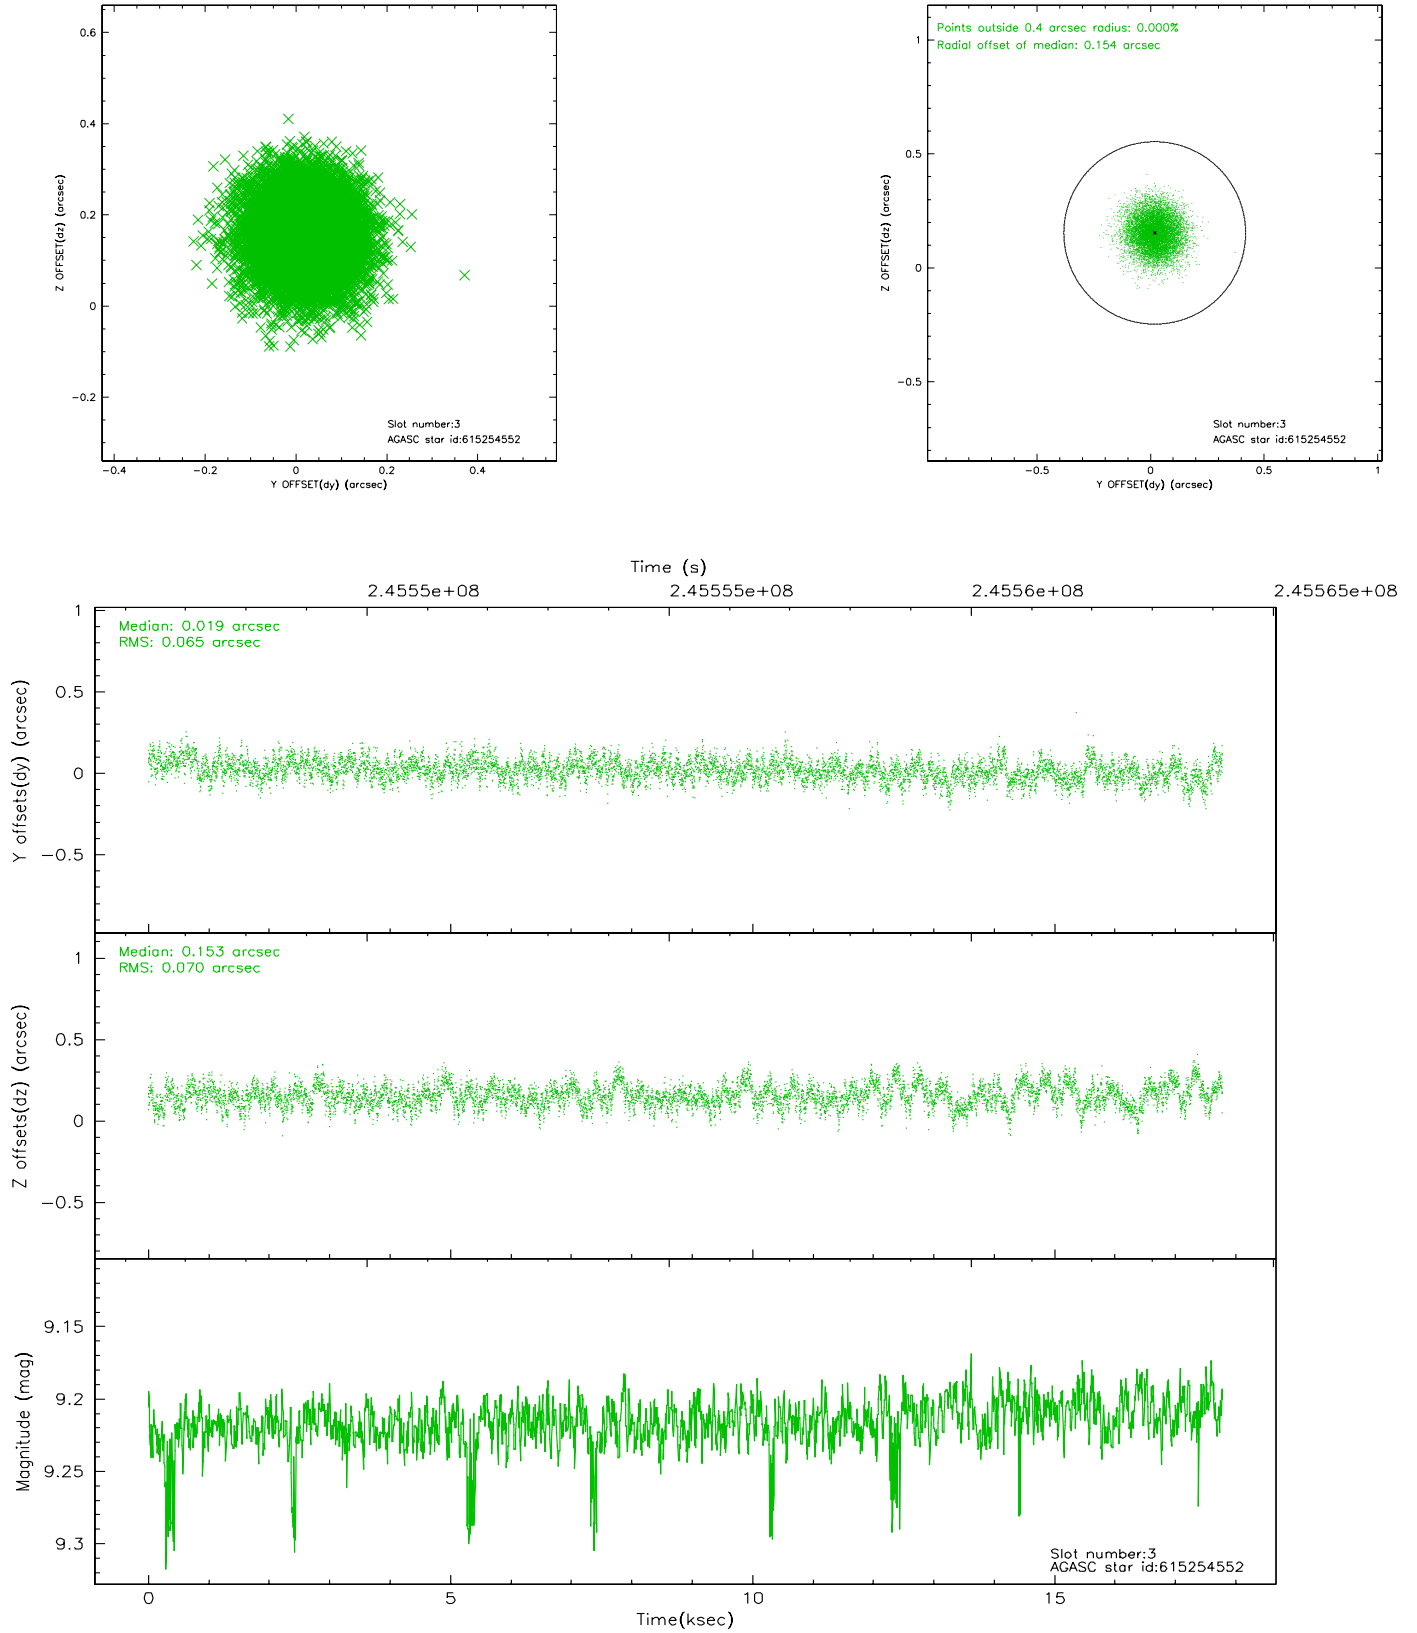 0.6
0.4
0.2
0
−0.2
−0.4
−0.2
0
0.2
0.4
Z OFFSET(dz) (arcsec)
Y OFFSET(dy) (arcsec)
Slot number:3
AGASC star id:615254552
Points outside 0.4 arcsec radius: 0.000%
Radial offset of median: 0.154 arcsec
1
0.5
0
−0.5
−0.5
0
0.5
1
Z OFFSET(dz) (arcsec)
Y OFFSET(dy) (arcsec)
Slot number:3
AGASC star id:615254552
Time (s)
2.4555e+08
2.45555e+08
2.4556e+08
2.45565e+08
Median: 0.019 arcsec
RMS: 0.065 arcsec
1
0.5
0
−0.5
Y offsets(dy) (arcsec)
Median: 0.153 arcsec
RMS: 0.070 arcsec
1
0.5
0
−0.5
Z offsets(dz) (arcsec)
9.15
9.2
9.25
9.3
Magnitude (mag)
Slot number:3
AGASC star id:615254552
0
5
10
15
Time(ksec)